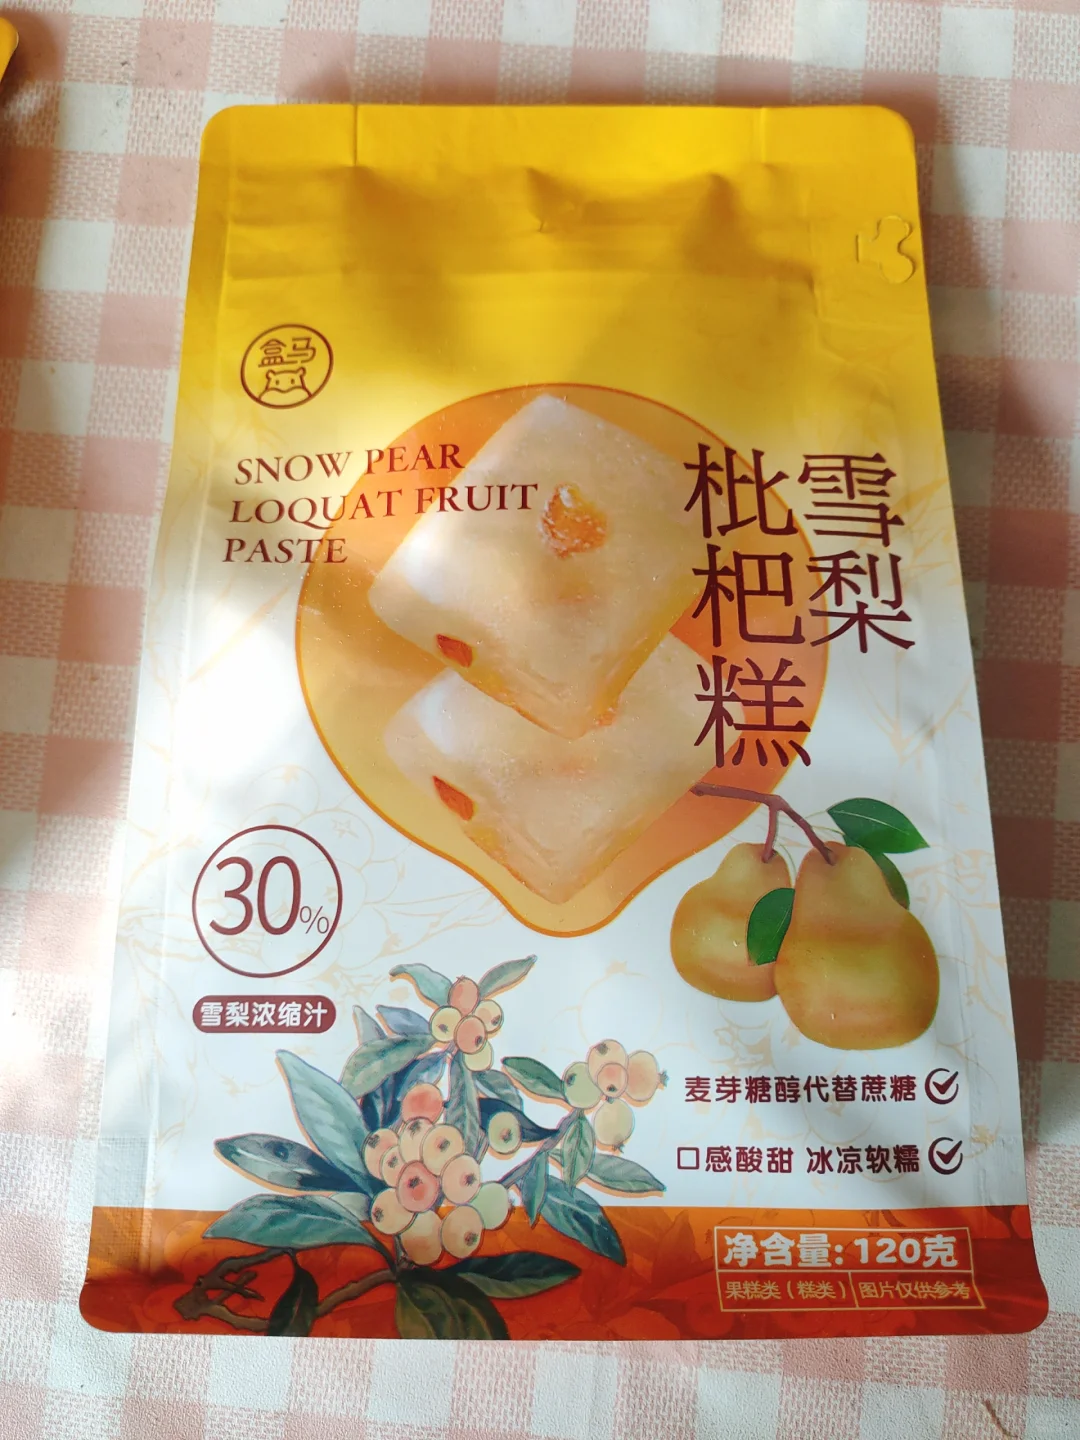 盒马
SNOW PEAR
LOQUAT FRUIT
PASTE
雪梨
枇杷糕
30%
雪梨浓缩汁
麦芽糖醇代替蔗糖
口感酸甜 冰凉软糯
净含量: 120克
果糕类（糕类） 图片仅供参考